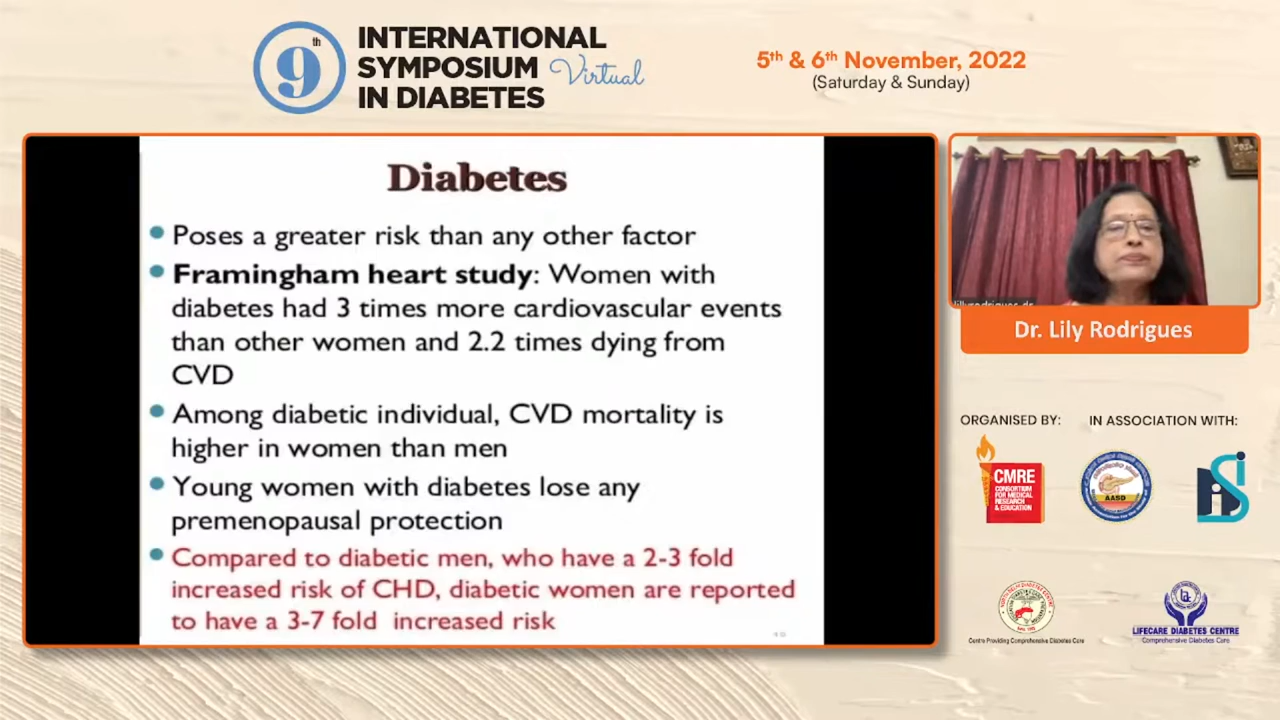 9th
INTERNATIONAL
SYMPOSIUM Virtual
IN DIABETES
5th & 6th November, 2022
(Saturday & Sunday)
Diabetes
• Poses a greater risk than any other factor
• Framingham heart study: Women with
diabetes had 3 times more cardiovascular events
than other women and 2.2 times dying from
CVD
• Among diabetic individual, CVD mortality is
higher in women than men
• Young women with diabetes lose any
premenopausal protection
• Compared to diabetic men, who have a 2-3 fold
increased risk of CHD, diabetic women are reported
to have a 3-7 fold increased risk
Dr. Lily Rodrigues
ORGANISED BY:
IN ASSOCIATION WITH:
CMRE
CONSORTIUM
FOR MEDICAL
RESEARCH
& EDUCATION
AASD
Centre Providing Comprehensive Diabetes Care
LIFECARE DIABETES CENTRE
Comprehensive Diabetes Care